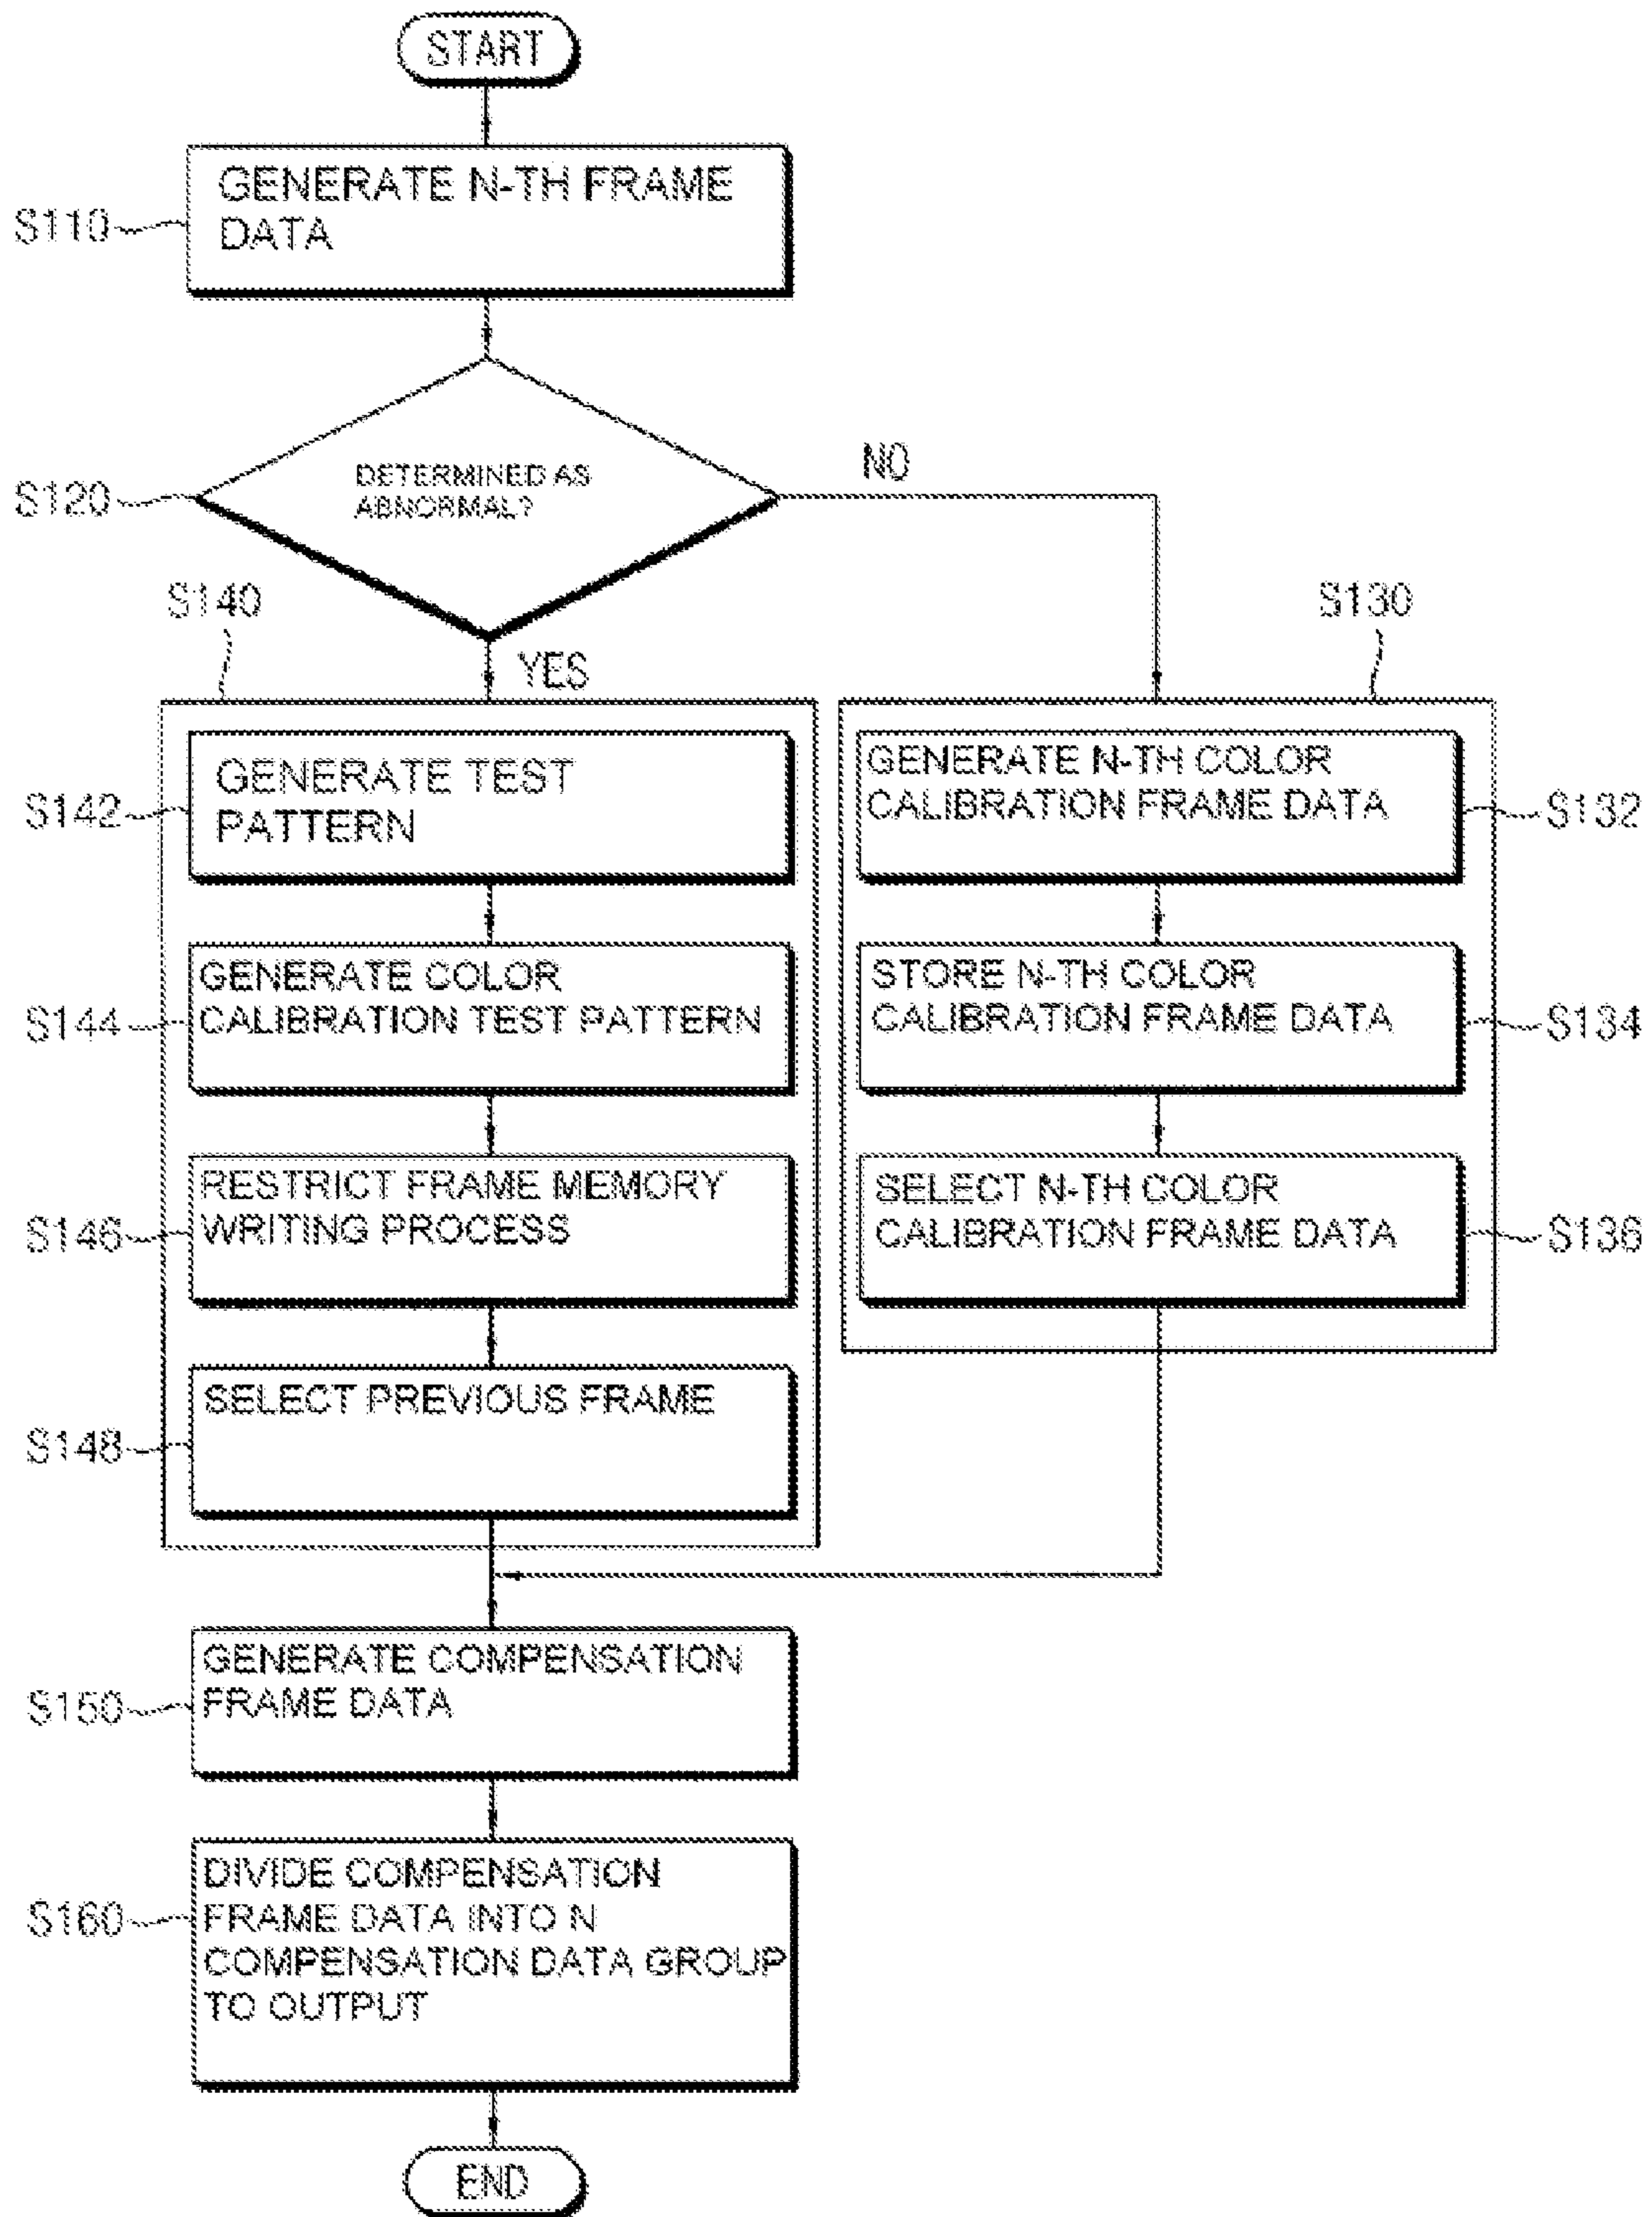 START
GENERATE N-TH FRAME
DATA
S110
DETERMINED AS
ABNORMAL?
S120
NO
S140
YES
S130
GENERATE TEST
PATTERN
S142
GENERATE COLOR
CALIBRATION TEST PATTERN
S144
RESTRICT FRAME MEMORY
WRITING PROCESS
S146
SELECT PREVIOUS FRAME
S148
GENERATE N-TH COLOR
CALIBRATION FRAME DATA
S132
STORE N-TH COLOR
CALIBRATION FRAME DATA
S134
SELECT N-TH COLOR
CALIBRATION FRAME DATA
S136
GENERATE COMPENSATION
FRAME DATA
S150
DIVIDE COMPENSATION
FRAME DATA INTO N
COMPENSATION DATA GROUP
TO OUTPUT
S160
END